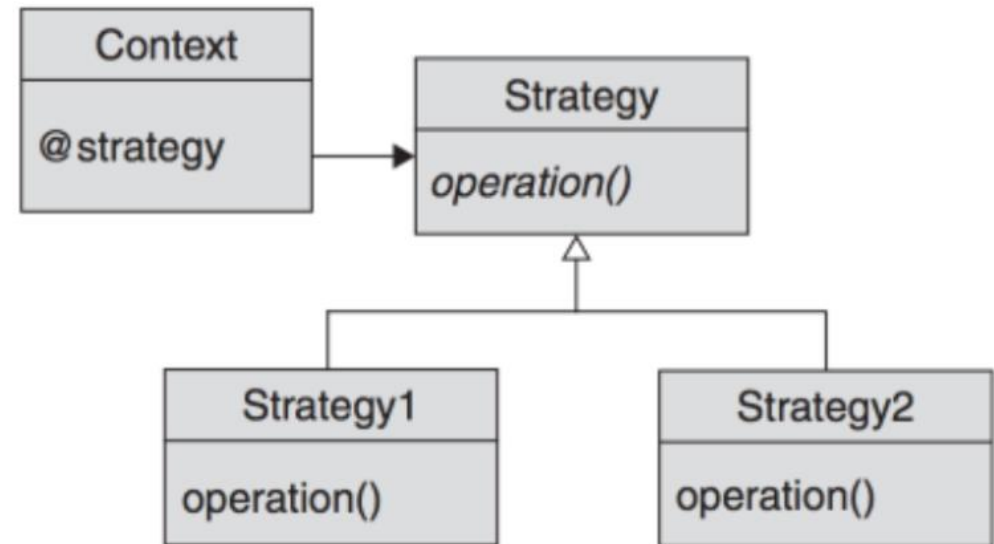 Context
@strategy
Strategy
operation()
Strategy1
operation()
Strategy2
operation()